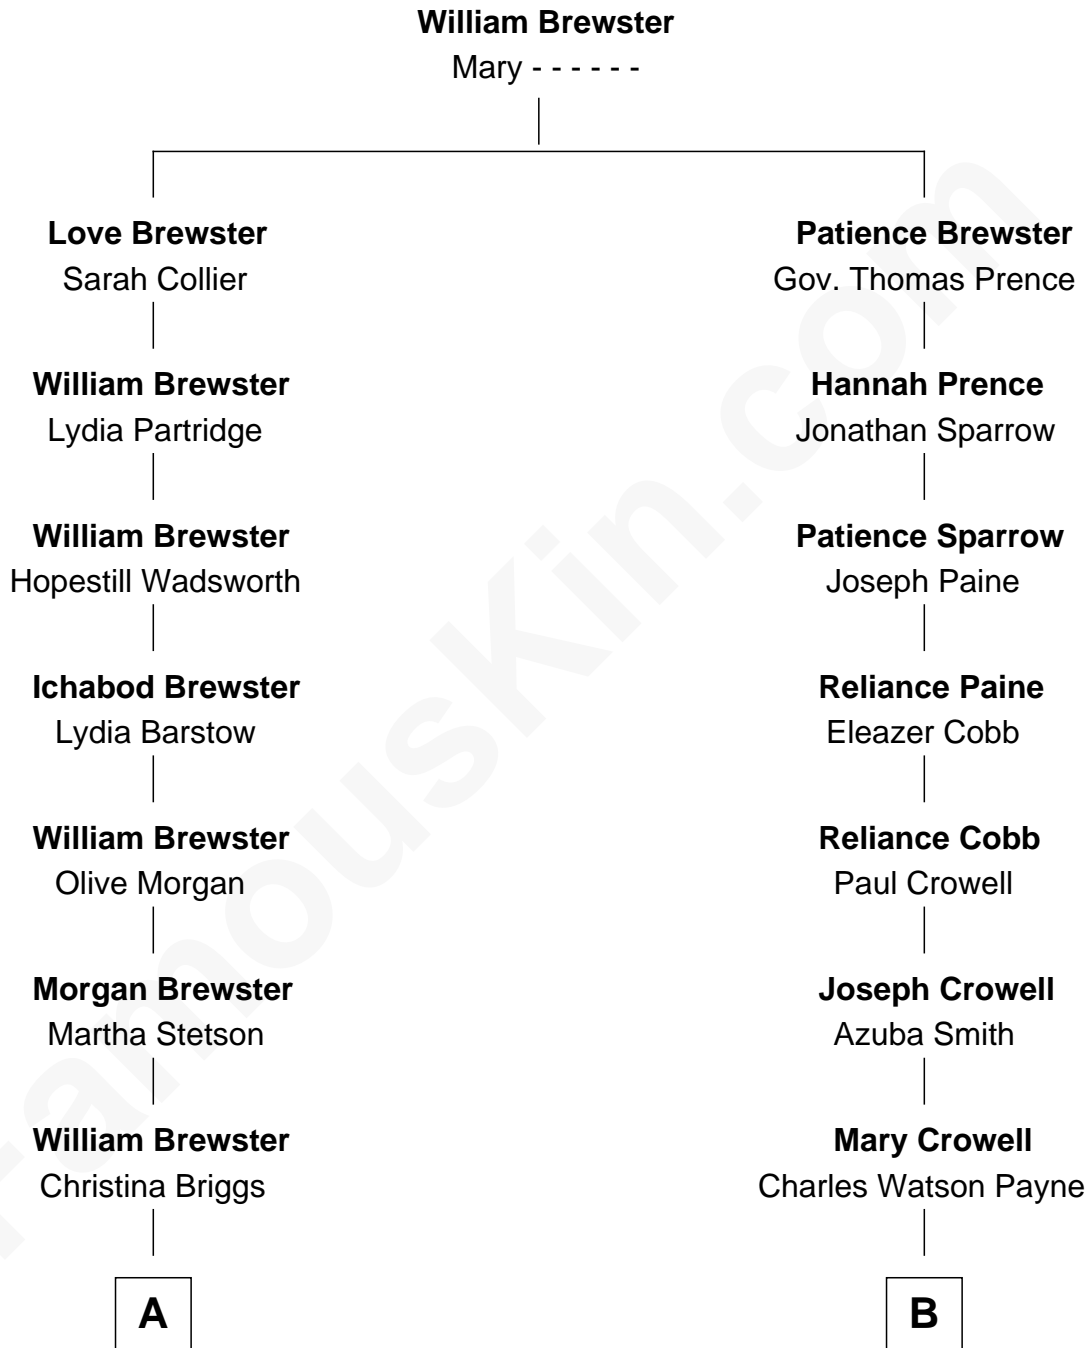 William Brewster
Mary - - - - - -
Love Brewster
Sarah Collier
Patience Brewster
Gov. Thomas Prence
William Brewster
Lydia Partridge
Hannah Prence
Jonathan Sparrow
William Brewster
Hopestill Wadsworth
Patience Sparrow
Joseph Paine
Ichabod Brewster
Lydia Barstow
Reliance Paine
Eleazer Cobb
William Brewster
Olive Morgan
Reliance Cobb
Paul Crowell
Morgan Brewster
Martha Stetson
Joseph Crowell
Azuba Smith
William Brewster
Christina Briggs
Mary Crowell
Charles Watson Payne
A
B
FamousKin.com